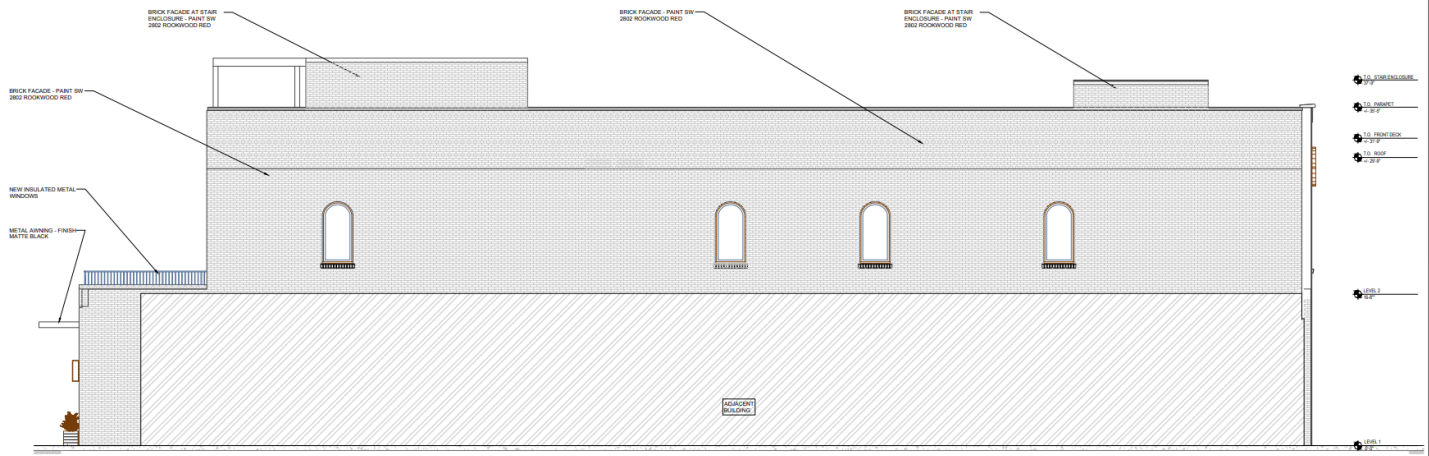 BRICK FACADE AT STAIR
ENCLOSURE - PAINT SW
2802 ROOKWOOD RED
BRICK FACADE - PAINT SW
2802 ROOKWOOD RED
BRICK FACADE AT STAIR
ENCLOSURE - PAINT SW
2802 ROOKWOOD RED
BRICK FACADE - PAINT SW
2802 ROOKWOOD RED
NEW INSULATED METAL
WINDOWS
METAL AWNING - FINISH
MATTE BLACK
ADJACENT
BUILDING
T.O. STAIR ENCLOSURE
T.O. PARAPET
T.O. FRONT DECK
T.O. ROOF
LEVEL 2
LEVEL 1